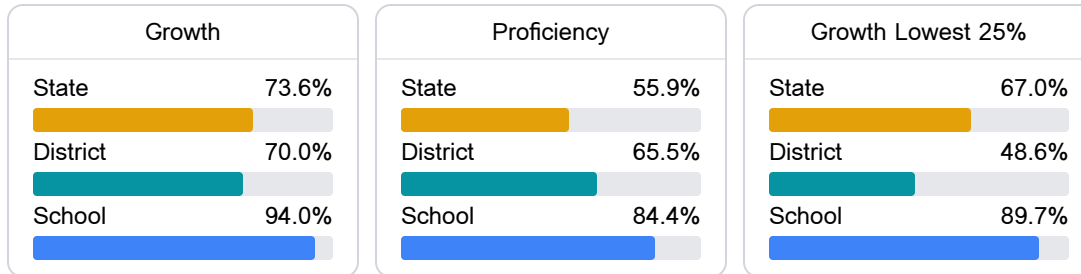 Growth
State 73.6%
District 70.0%
School 94.0%
Proficiency
State 55.9%
District 65.5%
School 84.4%
Growth Lowest 25%
State 67.0%
District 48.6%
School 89.7%